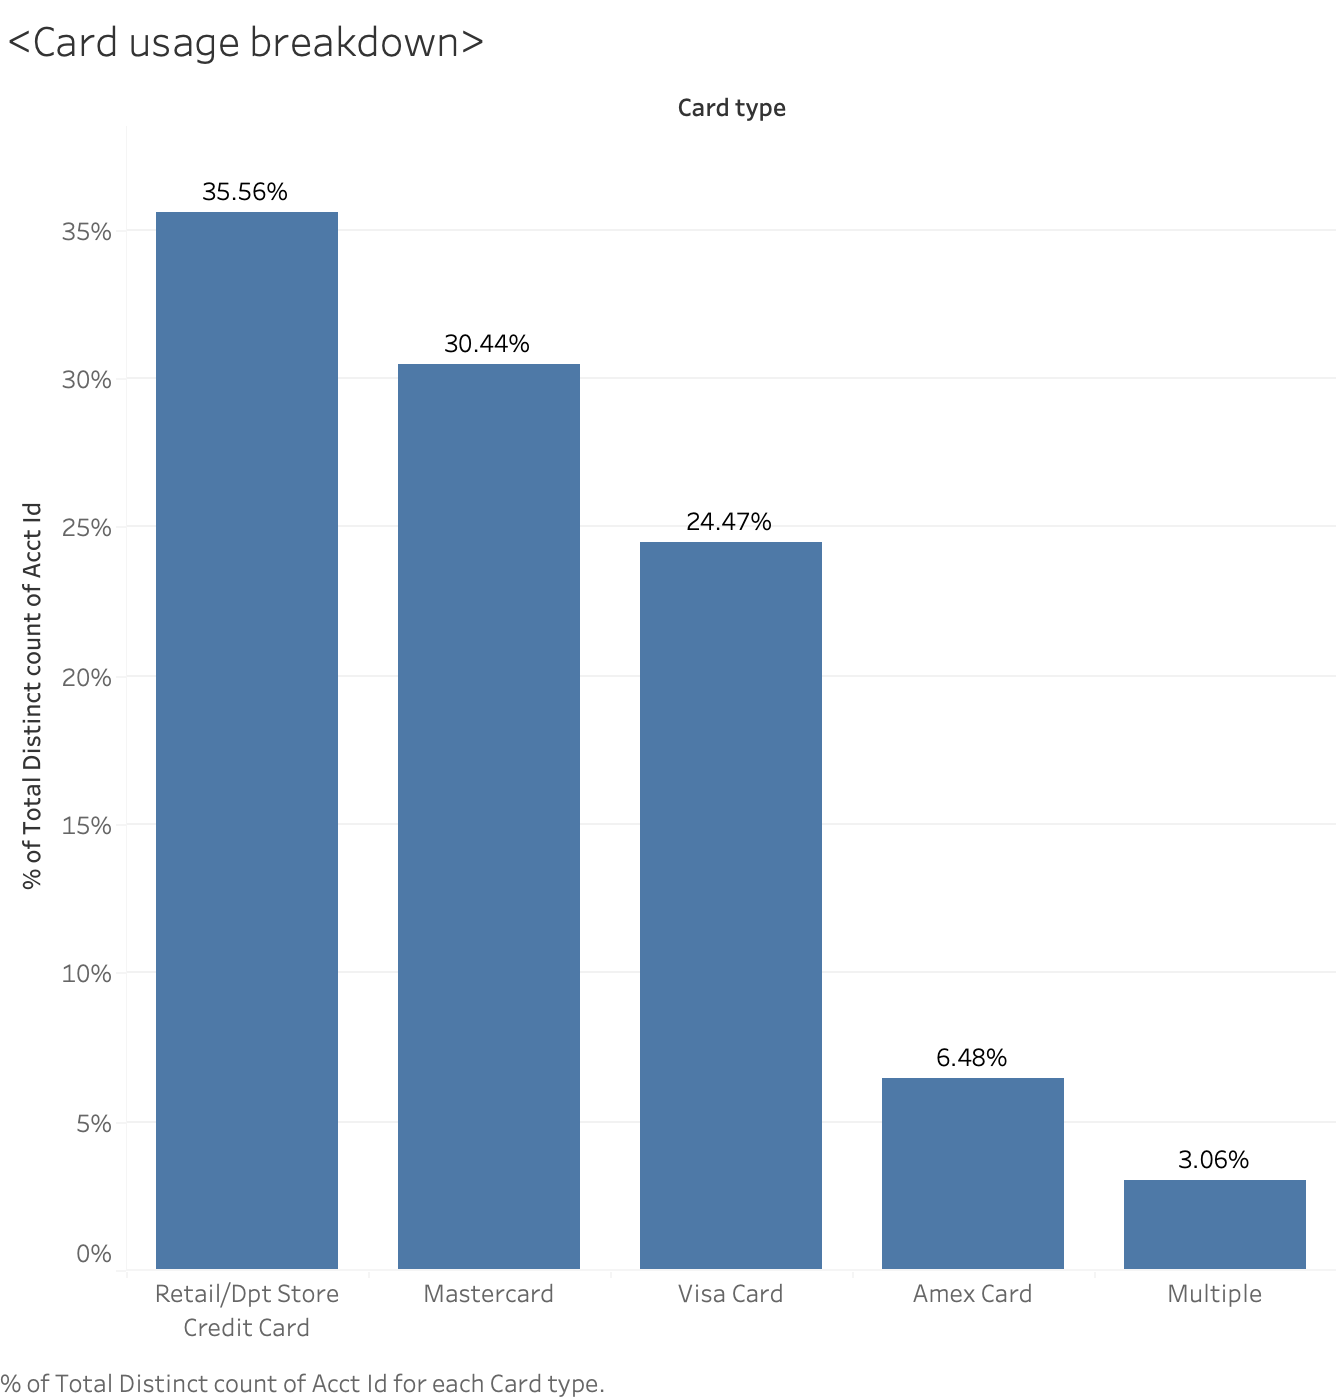 <Card usage breakdown>
Card type
35.56%
35%
30.44%
30%
24.47%
25%
% of Total Distinct count of Acct Id
20%
15%
10%
6.48%
5%
3.06%
0%
Retail/Dpt Store
Credit Card
Mastercard
Visa Card
Amex Card
Multiple
% of Total Distinct count of Acct Id for each Card type.